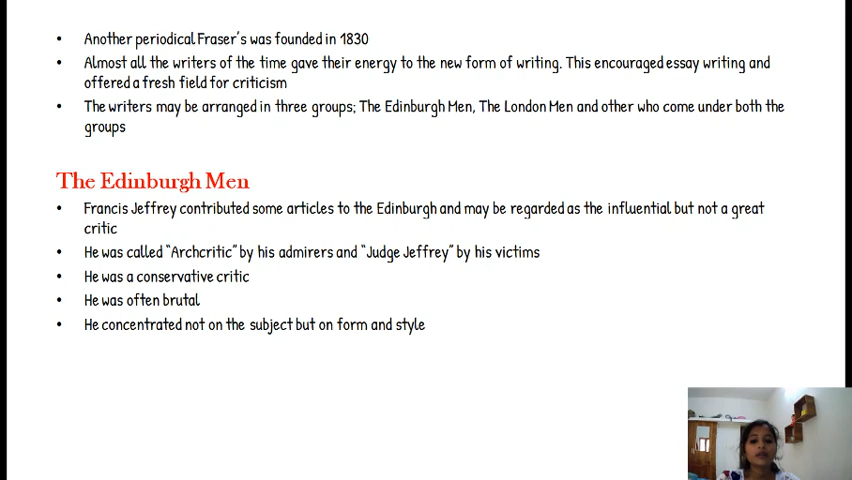 • Another periodical Fraser's was founded in 1830
• Almost all the writers of the time gave their energy to the new form of writing. This encouraged essay writing and
offered a fresh field for criticism
• The writers may be arranged in three groups; The Edinburgh Men, The London Men and other who come under both the
groups
The Edinburgh Men
• Francis Jeffrey contributed some articles to the Edinburgh and may be regarded as the influential but not a great
critic
• He was called "Archcritic" by his admirers and "Judge Jeffrey" by his victims
• He was a conservative critic
• He was often brutal
• He concentrated not on the subject but on form and style